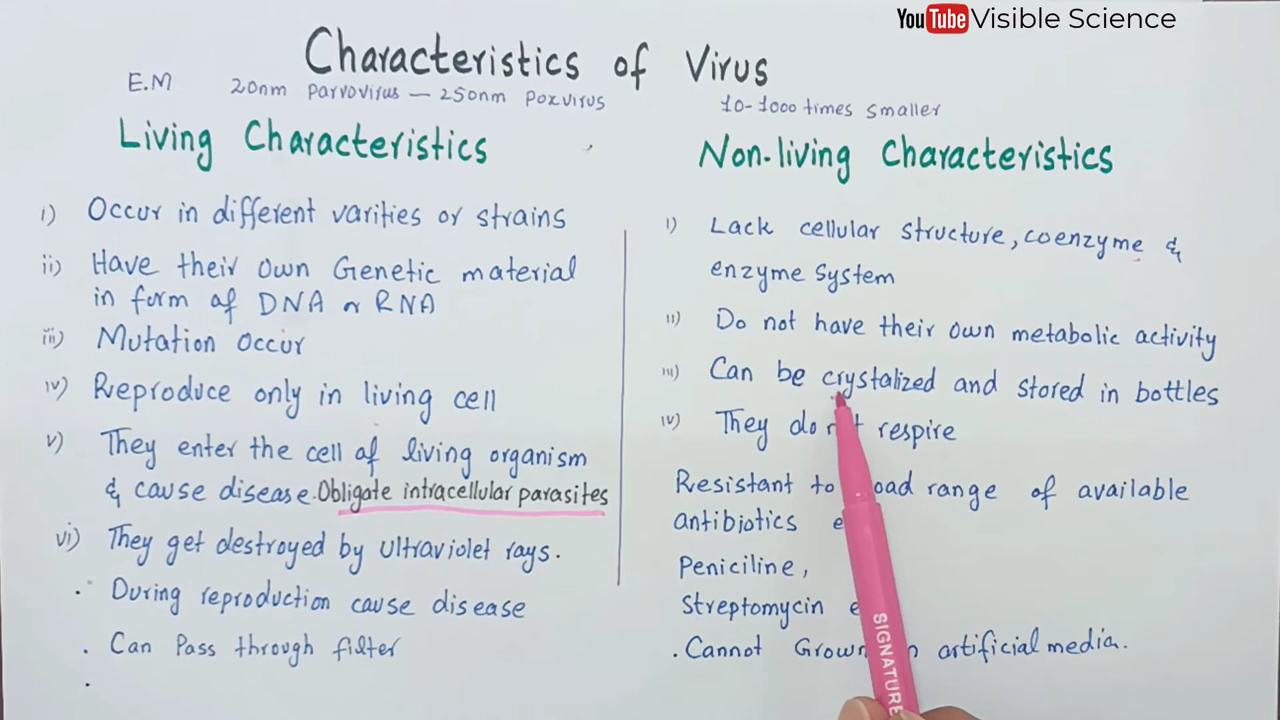 YouTube Visible Science
Characteristics of Virus
E.M 20nm parvovirus — 250nm poxvirus
10-1000 times smaller
Living Characteristics
i) Occur in different varities or strains
ii) Have their own Genetic material
in form of DNA or RNA
iii) Mutation occur
iv) Reproduce only in living cell
v) They enter the cell of living organism
& cause disease. Obligate intracellular parasites
vi) They get destroyed by ultraviolet rays.
. During reproduction cause disease
. Can Pass through filter
.
Non-living Characteristics
i) Lack cellular structure, coenzyme &
enzyme System
ii) Do not have their own metabolic activity
iii) Can be crystalized and stored in bottles
iv) They do respire
Resistant to of available
range
antibiotics
Peniciline,
Streptomycin
. Cannot artificial media.
SIGNATURE